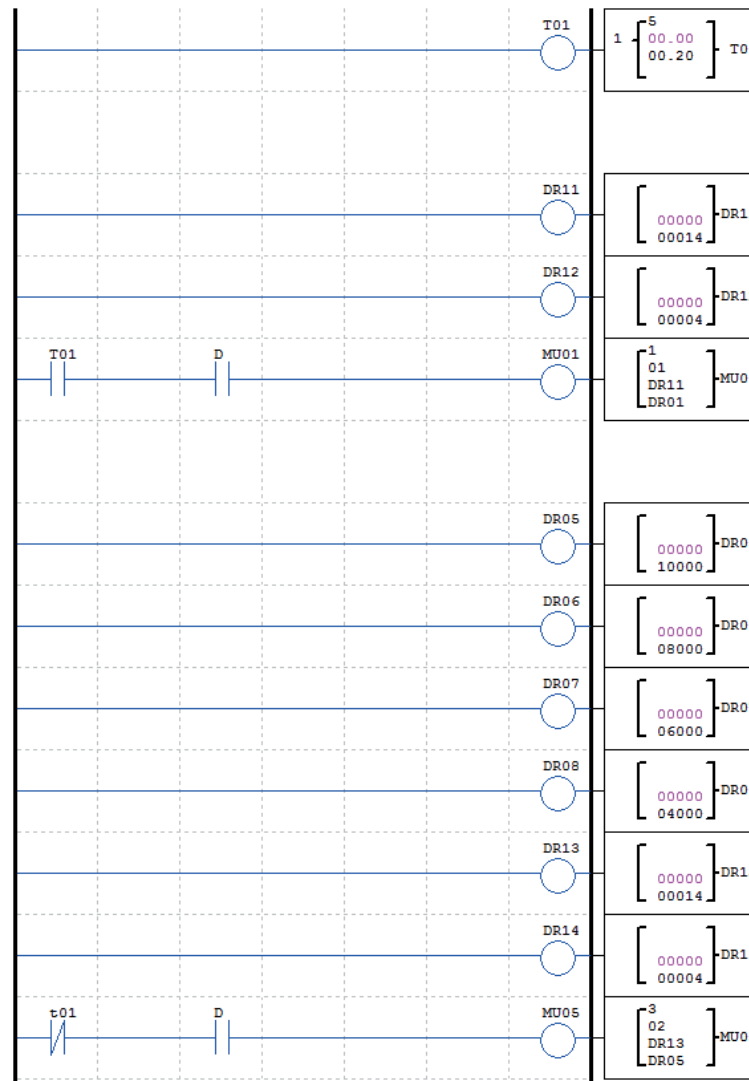 T01
5
1
00.00
00.20
T0
DR11
00000
00014
DR1
DR12
00000
00004
DR1
T01 D MU01
1
01
DR11
DR01
MU0
DR05
00000
10000
DR0
DR06
00000
08000
DR0
DR07
00000
06000
DR0
DR08
00000
04000
DR0
DR13
00000
00014
DR1
DR14
00000
00004
DR1
t01 D MU05
3
02
DR13
DR05
MU0